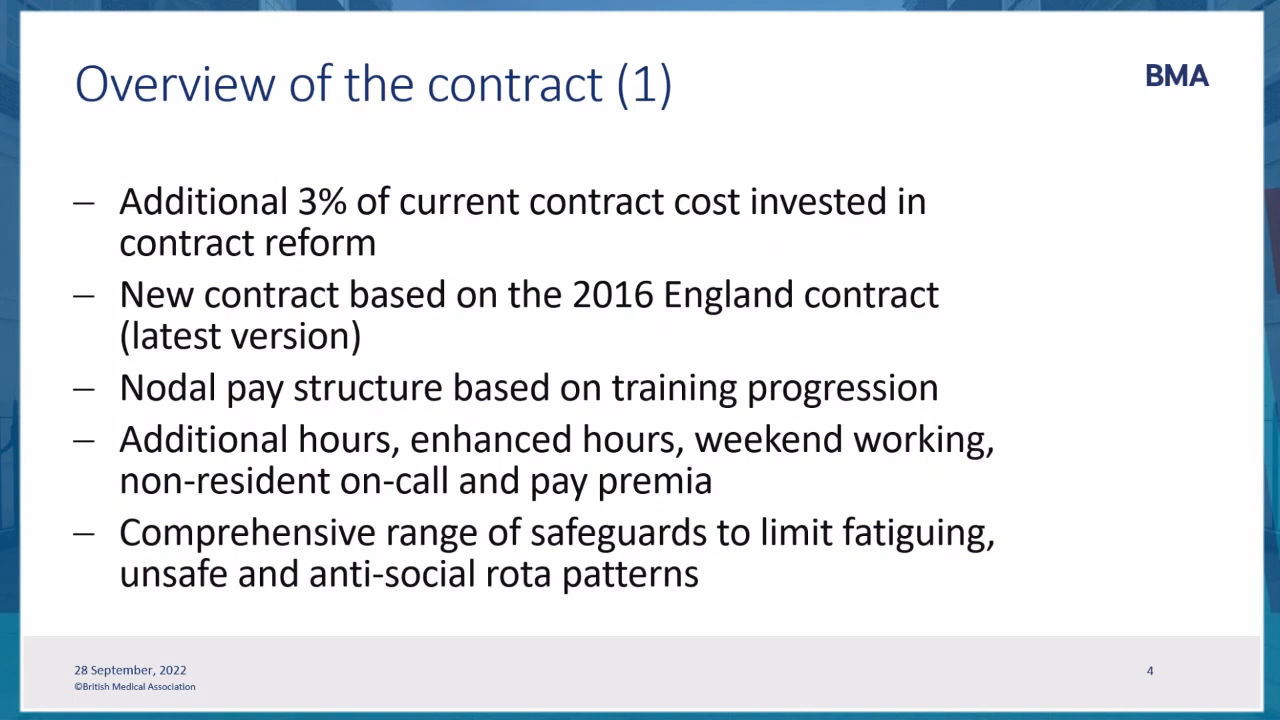 Overview of the contract (1)
BMA
– Additional 3% of current contract cost invested in
contract reform
– New contract based on the 2016 England contract
(latest version)
– Nodal pay structure based on training progression
– Additional hours, enhanced hours, weekend working,
non-resident on-call and pay premia
– Comprehensive range of safeguards to limit fatiguing,
unsafe and anti-social rota patterns
28 September, 2022
©British Medical Association
4